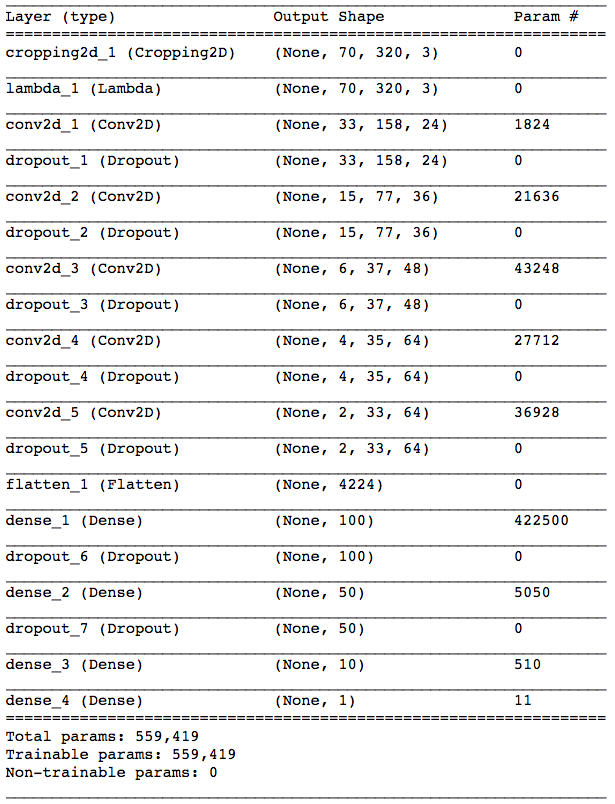 Layer (type) Output Shape Param #
cropping2d_1 (Cropping2D) (None, 70, 320, 3) 0
lambda_1 (Lambda) (None, 70, 320, 3) 0
conv2d_1 (Conv2D) (None, 33, 158, 24) 1824
dropout_1 (Dropout) (None, 33, 158, 24) 0
conv2d_2 (Conv2D) (None, 15, 77, 36) 21636
dropout_2 (Dropout) (None, 15, 77, 36) 0
conv2d_3 (Conv2D) (None, 6, 37, 48) 43248
dropout_3 (Dropout) (None, 6, 37, 48) 0
conv2d_4 (Conv2D) (None, 4, 35, 64) 27712
dropout_4 (Dropout) (None, 4, 35, 64) 0
conv2d_5 (Conv2D) (None, 2, 33, 64) 36928
dropout_5 (Dropout) (None, 2, 33, 64) 0
flatten_1 (Flatten) (None, 4224) 0
dense_1 (Dense) (None, 100) 422500
dropout_6 (Dropout) (None, 100) 0
dense_2 (Dense) (None, 50) 5050
dropout_7 (Dropout) (None, 50) 0
dense_3 (Dense) (None, 10) 510
dense_4 (Dense) (None, 1) 11
Total params: 559,419
Trainable params: 559,419
Non-trainable params: 0